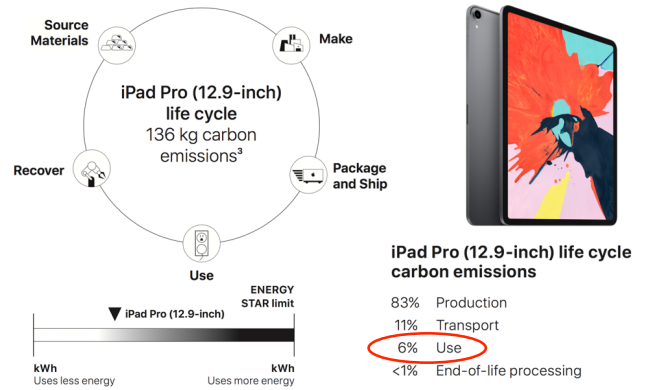 Source
Materials
Make
iPad Pro (12.9-inch)
life cycle
136 kg carbon
emissions³
Recover
Package
and Ship
Use
ENERGY
STAR limit
iPad Pro (12.9-inch)
kWh
Uses less energy
kWh
Uses more energy
iPad Pro (12.9-inch) life cycle
carbon emissions
83% Production
11% Transport
6% Use
<1% End-of-life processing